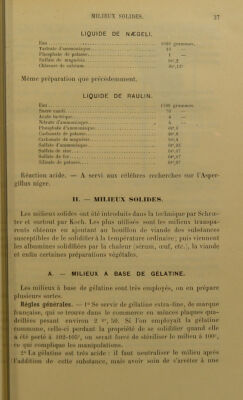 MILIEUX SOLIDES. 37
LIQUIDE DE NÆGELI.
Eau 1000 grammes.
Tartrate d'ammoniaque 10 —
Phosphate de potasse 1 —
Sulfate de magnésie 0gr,2
Chlorure de calcium
Même préparation que précédemment.
LIQUIDE DE RAULIN.
Eau 1500 grammes.
Sucre candi 70 —
Acide tartrique 4 —
Nitrate d'ammoniaque 4 —
Phosphate d'ammoniaque 0gr,6
Carbonate de potasse 0gr,6
Carbonate de magnésie
Sulfate d'ammoniaque
Sulfate de zinc 0gr,07
Sulfate de fer 0gr,07
Silicate de potasse 0gr,07
Réaction acide. — A servi aux célèbres recherches sur l'Asper-
gillus niger.
II. — MILIEUX SOLIDES.
Les milieux solides ont été introduits dans la technique par Schrœ-
ter et surtout par Koch. Les plus utilisés sont les milieux transpa-
rents obtenus en ajoutant au bouillon de viande des substances
susceptibles de le solidifier à la température ordinaire; puis viennent
les albumines solidifiées par la chaleur (sérum, œuf, etc.), la viande
et enfin certaines préparations végétales.
A. — MILIEUX A BASE DE GÉLATINE.
Les milieux à base de gélatine sont très employés, on en prépare
plusieurs sortes.
Règles générales. — 1° Se servir de gélatine extra-fine, de marque
française, qui se trouve dans le commerce en minces plaques qua-
drillées pesant environ 2 gr, 50. Si l'on employait la gélatine
commune, celle-ci perdant la propriété de se solidifier quand elle
a été porté à 102-105°, on serait forcé de stériliser le milieu à 100°,
ce qui complique les manipulations.
2° La gélatine est très acide : il faut neutraliser le milieu après
l'addition de cette substance, mais avoir soin de s'arrêter à une